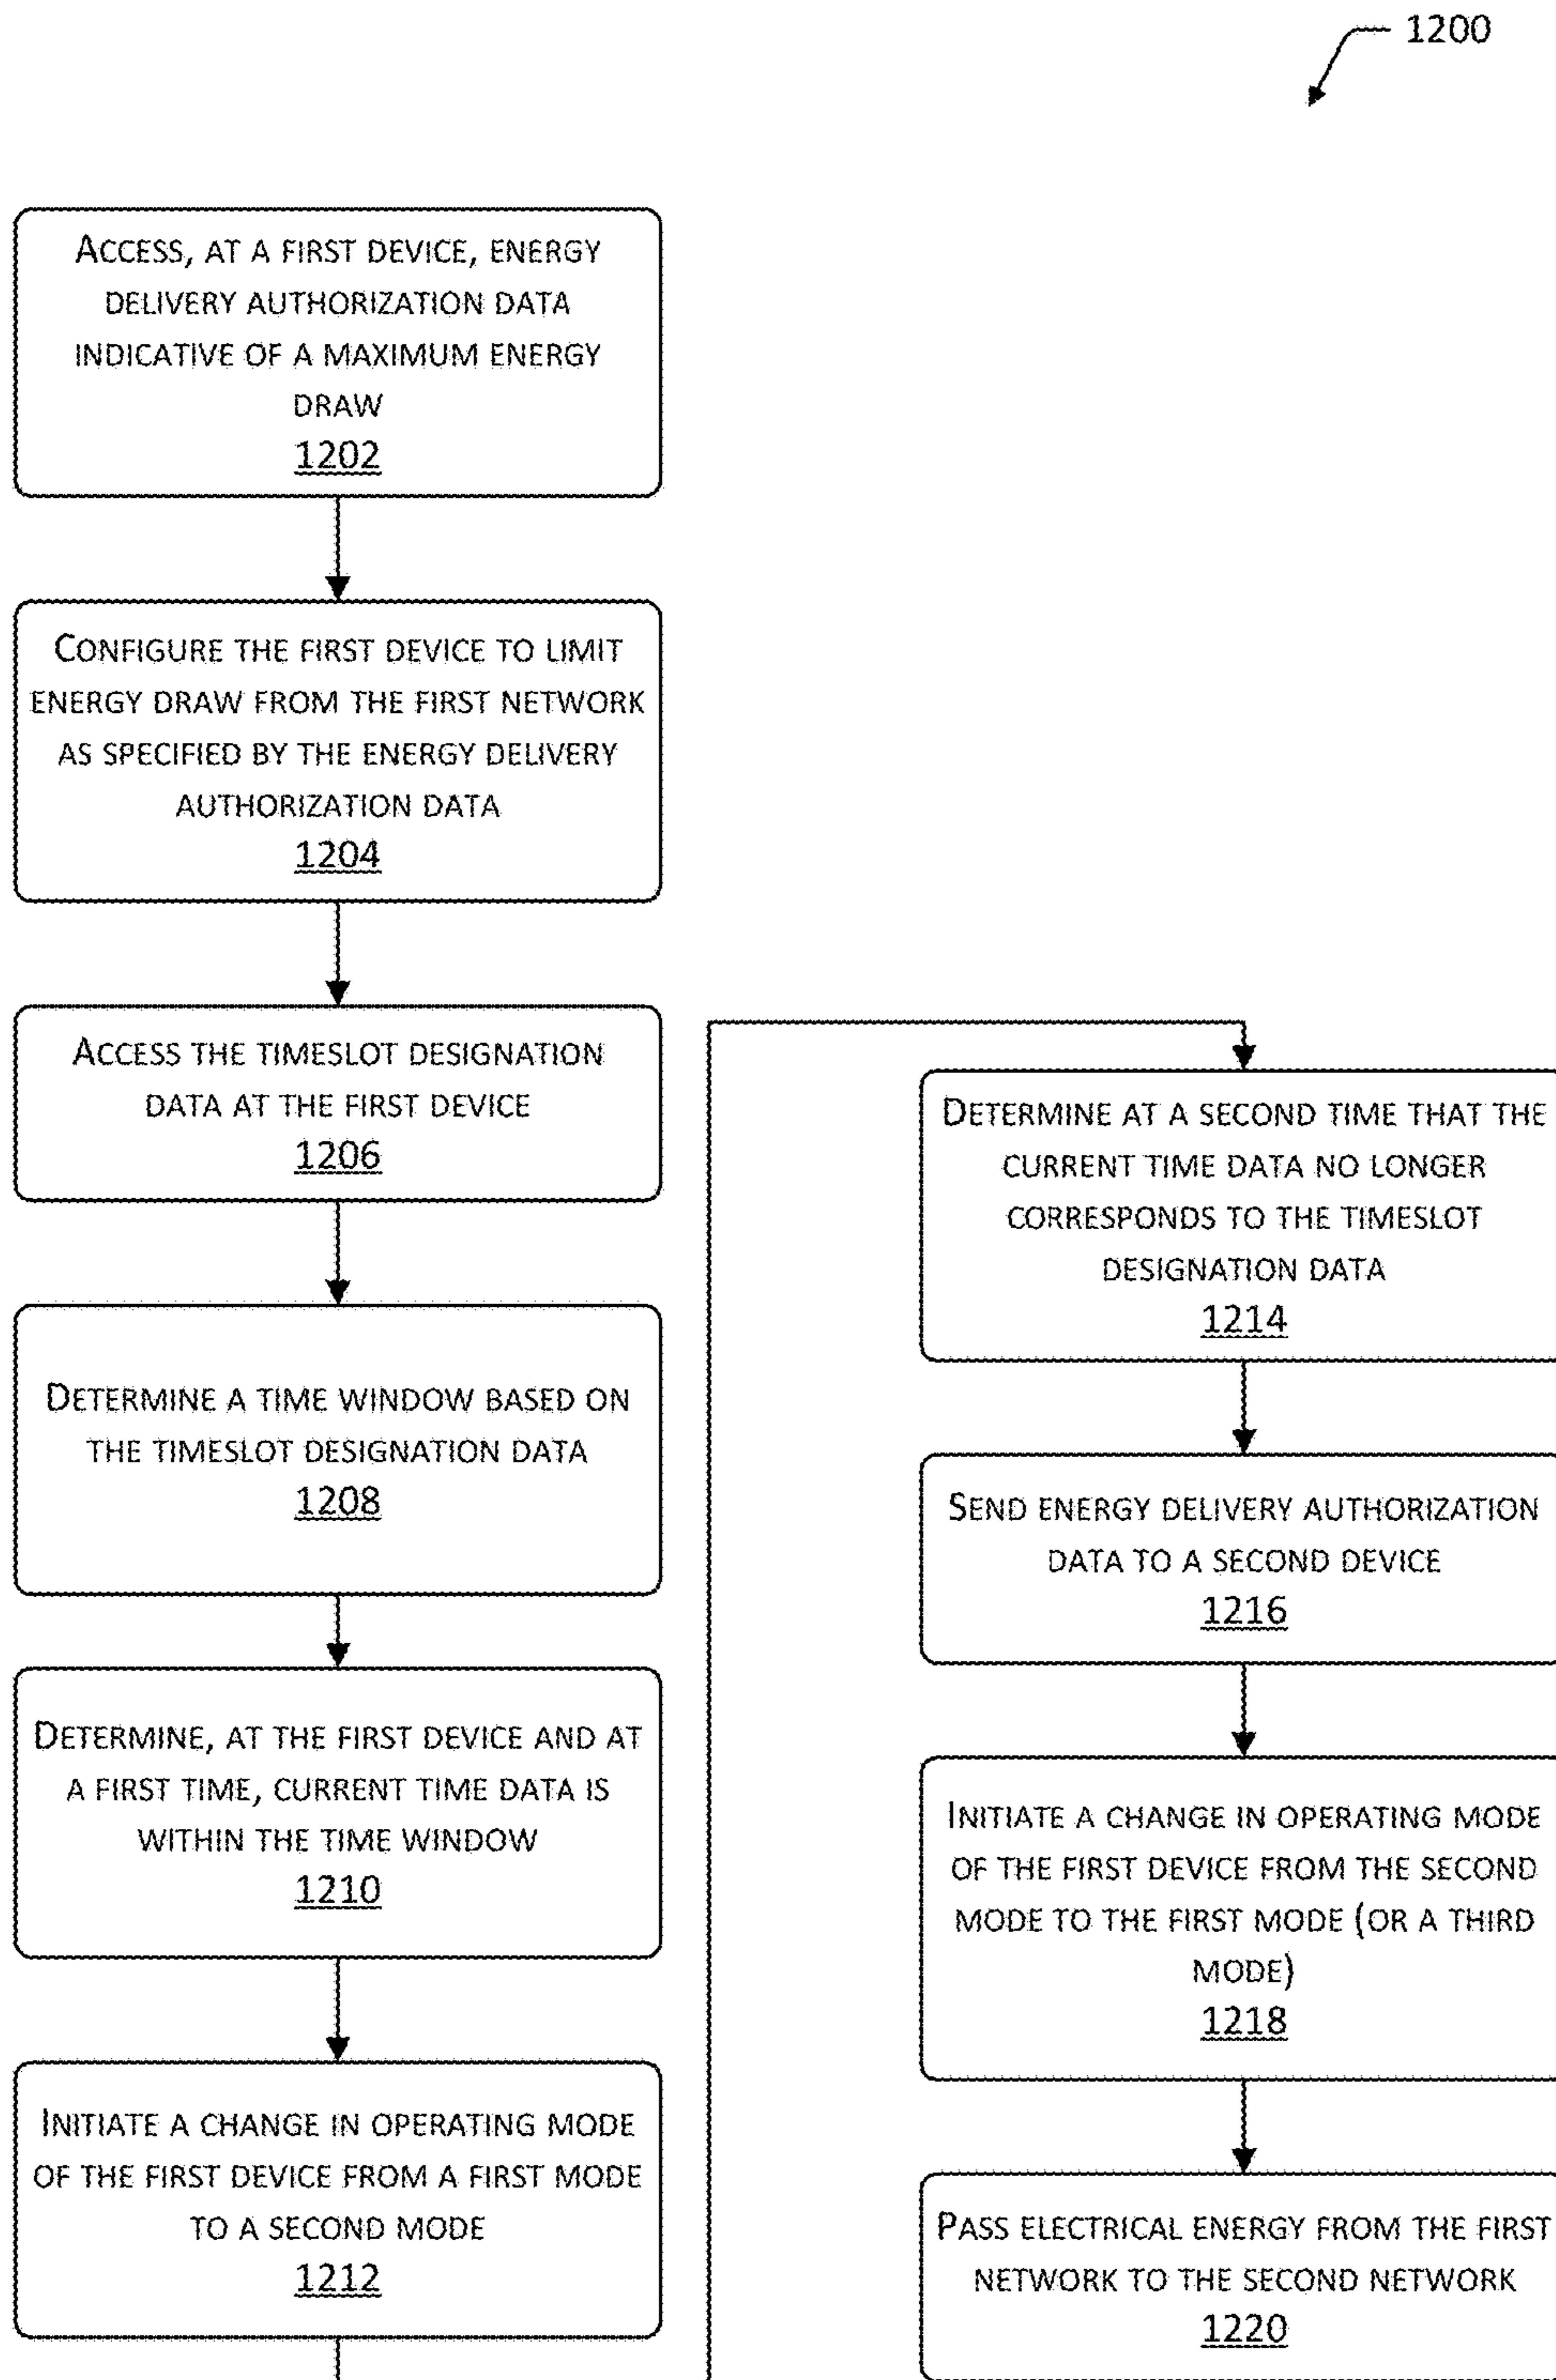 1200
ACCESS, AT A FIRST DEVICE, ENERGY
DELIVERY AUTHORIZATION DATA
INDICATIVE OF A MAXIMUM ENERGY
DRAW
1202
CONFIGURE THE FIRST DEVICE TO LIMIT
ENERGY DRAW FROM THE FIRST NETWORK
AS SPECIFIED BY THE ENERGY DELIVERY
AUTHORIZATION DATA
1204
ACCESS THE TIMESLOT DESIGNATION
DATA AT THE FIRST DEVICE
1206
DETERMINE A TIME WINDOW BASED ON
THE TIMESLOT DESIGNATION DATA
1208
DETERMINE, AT THE FIRST DEVICE AND AT
A FIRST TIME, CURRENT TIME DATA IS
WITHIN THE TIME WINDOW
1210
INITIATE A CHANGE IN OPERATING MODE
OF THE FIRST DEVICE FROM A FIRST MODE
TO A SECOND MODE
1212
DETERMINE AT A SECOND TIME THAT THE
CURRENT TIME DATA NO LONGER
CORRESPONDS TO THE TIMESLOT
DESIGNATION DATA
1214
SEND ENERGY DELIVERY AUTHORIZATION
DATA TO A SECOND DEVICE
1216
INITIATE A CHANGE IN OPERATING MODE
OF THE FIRST DEVICE FROM THE SECOND
MODE TO THE FIRST MODE (OR A THIRD
MODE)
1218
PASS ELECTRICAL ENERGY FROM THE FIRST
NETWORK TO THE SECOND NETWORK
1220